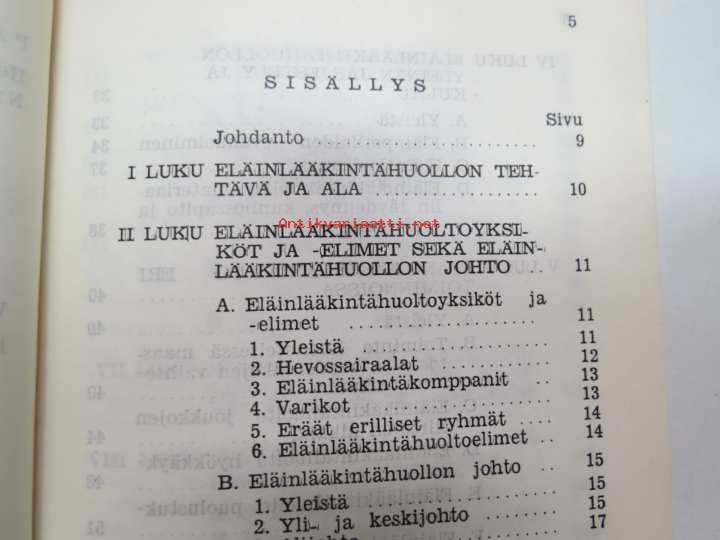 5
SISÄLLYS
Sivu
Johdanto .......... 9
I LUKU ELÄINLÄÄKINTÄHUOLLON TEH-
TÄVÄ JA ALA .......... 10
Antikvariaatti.net
II LUKU ELÄINLÄÄKINTÄHUOLTOYKSI-
KÖT JA -ELIMET SEKÄ ELÄIN-
LÄÄKINTÄHUOLLON JOHTO .. 11
A. Eläinlääkintähuoltoyksiköt ja
-elimet .......... 11
1. Yleistä .......... 11
2. Hevossairaalat .......... 12
3. Eläinlääkintäkomppanit .. 13
4. Varikot .......... 13
5. Eräät erilliset ryhmät .... 14
6. Eläinlääkintähuoltoelimet .. 14
B. Eläinlääkintähuollon johto .. 15
1. Yleistä .......... 15
2. Yli- ja keskijohto .......... 17